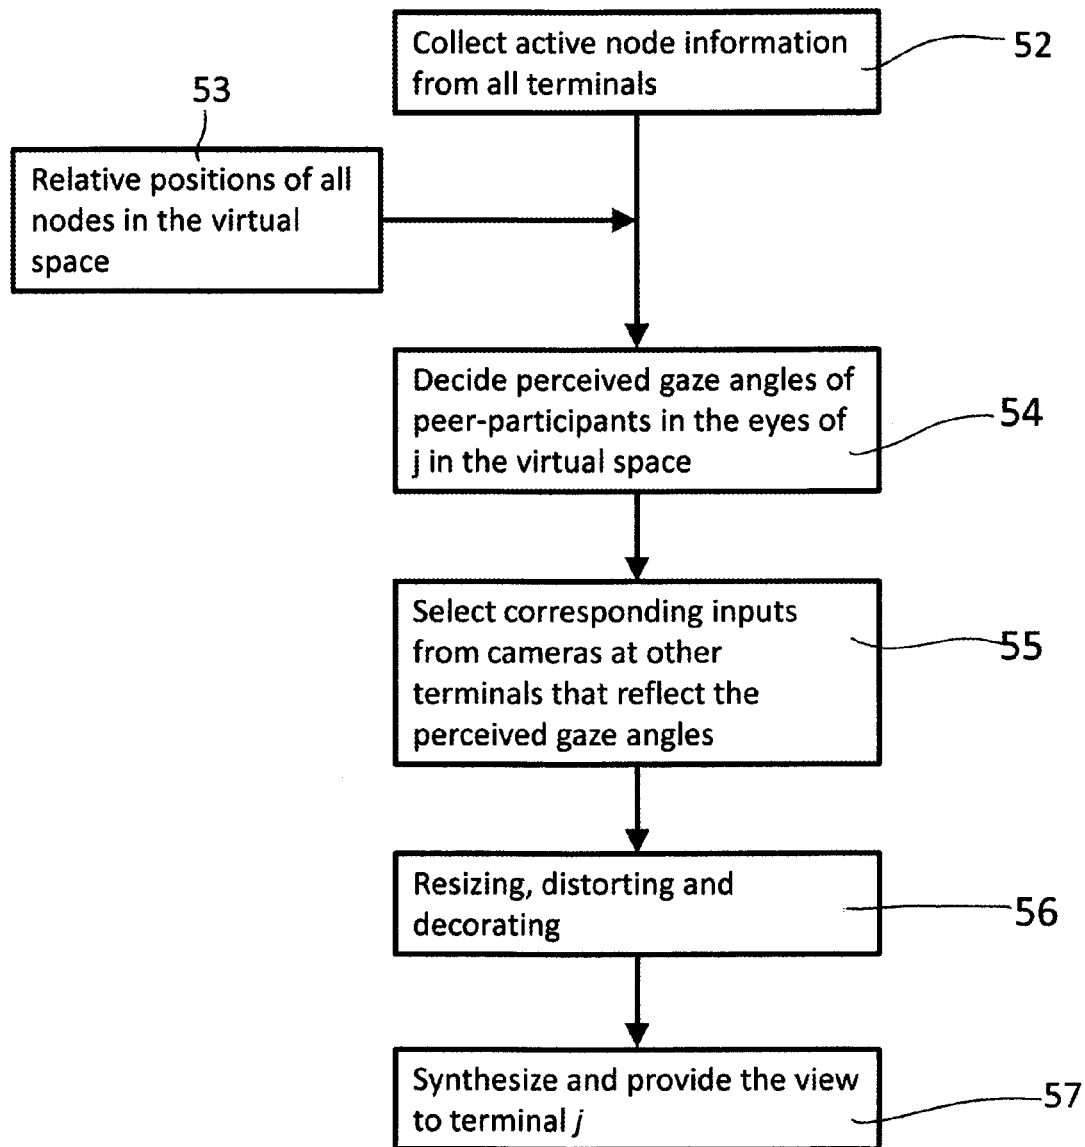 Collect active node information
from all terminals
52
53
Relative positions of all
nodes in the virtual
space
Decide perceived gaze angles of
peer-participants in the eyes of
j in the virtual space
54
Select corresponding inputs
from cameras at other
terminals that reflect the
perceived gaze angles
55
Resizing, distorting and
decorating
56
Synthesize and provide the view
to terminal j
57